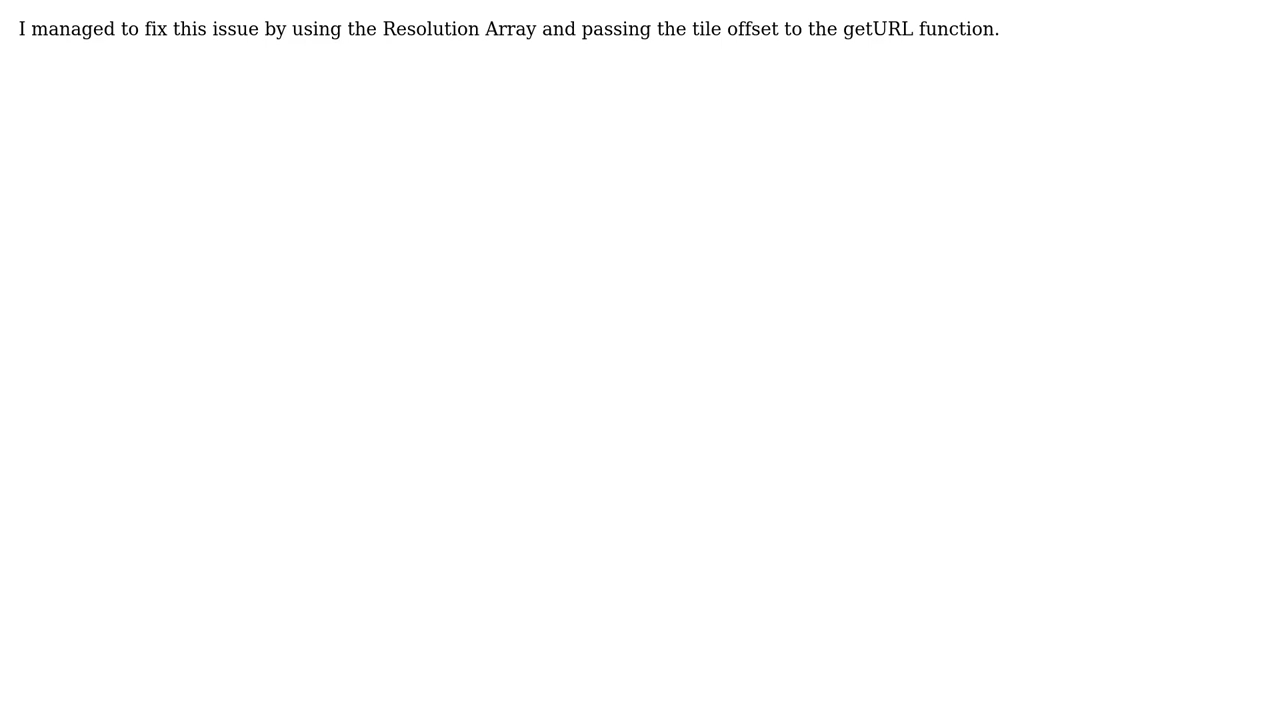 I managed to fix this issue by using the Resolution Array and passing the tile offset to the getURL function.